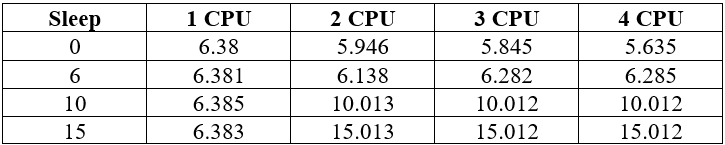 Sleep 1 CPU 2 CPU 3 CPU 4 CPU
0 6.38 5.946 5.845 5.635
6 6.381 6.138 6.282 6.285
10 6.385 10.013 10.012 10.012
15 6.383 15.013 15.012 15.012